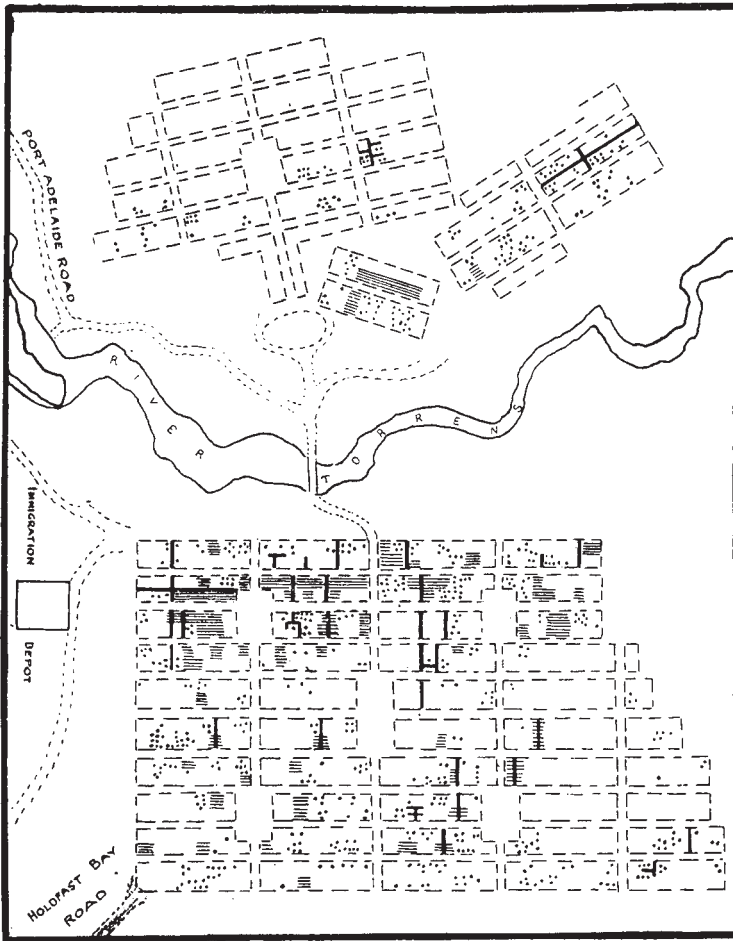 PORT ADELAIDE ROAD
RIVER
TORRENS
IMMIGRATION
DEPOT
HOLDFAST BAY
ROAD